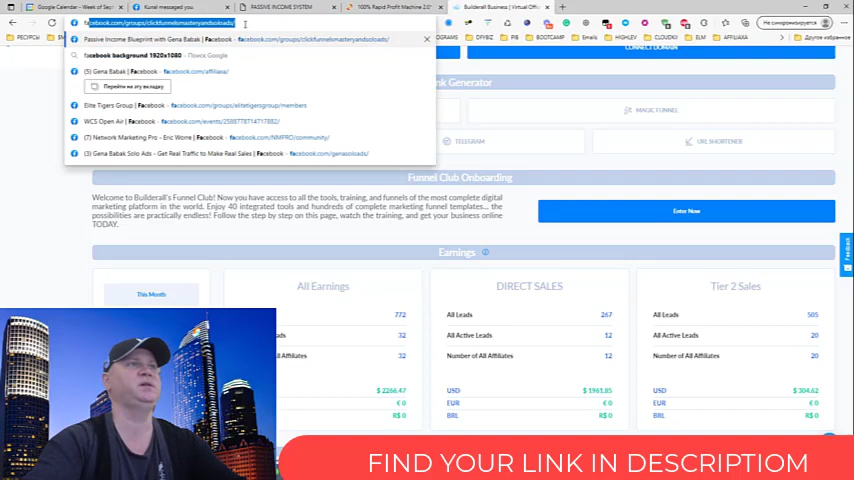 Google Calendar - Week of Sept
Kunal messaged you
PASSIVE INCOME SYSTEM
100% Rapid Profit Machine 2.0"
Builderall Business | Virtual Offi
facebook.com/groups/clickfunnelsmasteryandsoloads/
РЕСУРСЫ
BOOTCAMP
HIGHLEV
CLOUDKII
ELM
AFFILIAXA
Passive Income Blueprint with Gena Babak | Facebook - facebook.com/groups/clickfunnelsmasteryandsoloads/
facebook background 1920x1080 - Поиск Google
(5) Gena Babak | Facebook - facebook.com/affiliana/
Перейти на эту вкладку
Elite Tigers Group | Facebook - facebook.com/groups/elitetigersgroup/members
WCS Open Air | Facebook - facebook.com/events/2588778714717882/
(7) Network Marketing Pro - Eric Worre | Facebook - facebook.com/NMPRO/community/
(3) Gena Babak Solo Ads - Get Real Traffic to Make Real Sales | Facebook - facebook.com/genasoloads/
CONNECT DOMAIN
nk Generator
MAGIC FUNNEL
TELEGRAM
URL SHORTENER
Funnel Club Onboarding
Welcome to Builderall's Funnel Club! Now you have access to all the tools, training, and funnels of the most complete digital
marketing platform in the world. Enjoy 40 integrated tools and hundreds of complete marketing funnel templates... the
possibilities are practically endless! Follow the step by step on this page, watch the training, and get your business online
TODAY.
Enter Now
Feedback
Earnings
This Month
All Earnings
772
32
32
$ 2266.47
€ 0
R$ 0
DIRECT SALES
All Leads 267
All Active Leads 12
Number of All Affiliates 12
USD $ 1961.85
EUR € 0
BRL R$ 0
Tier 2 Sales
All Leads 505
All Active Leads 20
Number of All Affiliates 20
USD $ 304.62
EUR € 0
BRL R$ 0
FIND YOUR LINK IN DESCRIPTIOM